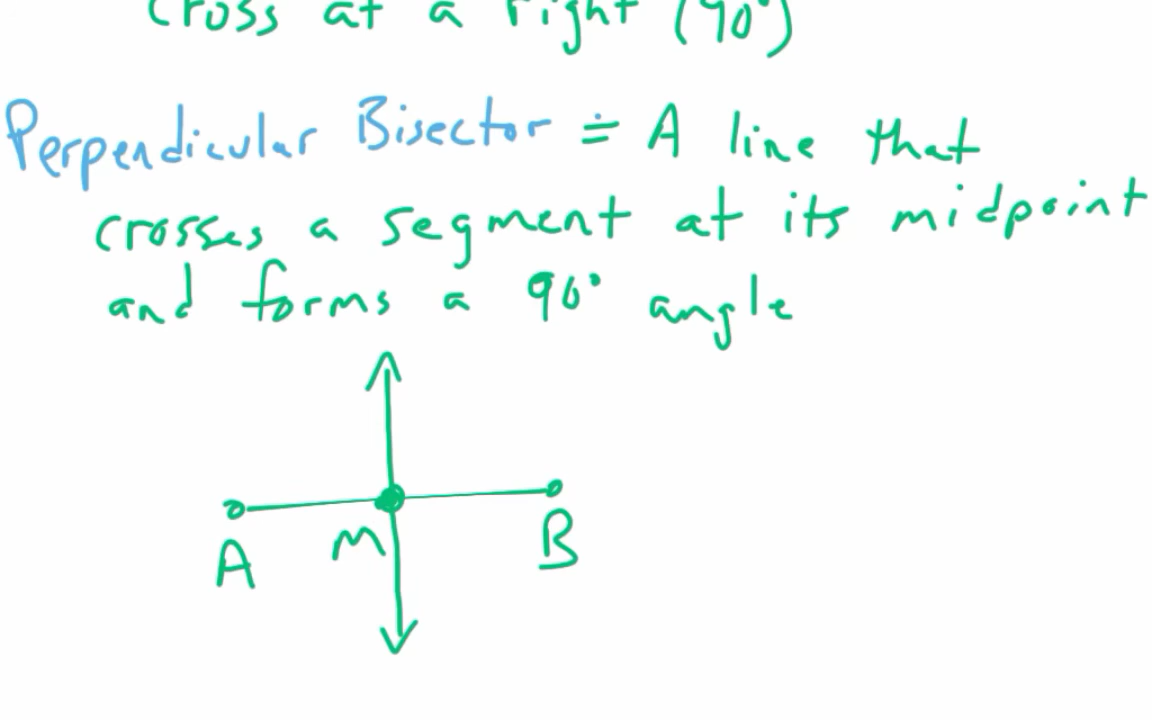 cross at a right (90°)
Perpendicular Bisector ≐ A line that
crosses a segment at its midpoint
and forms a 90° angle
A M B